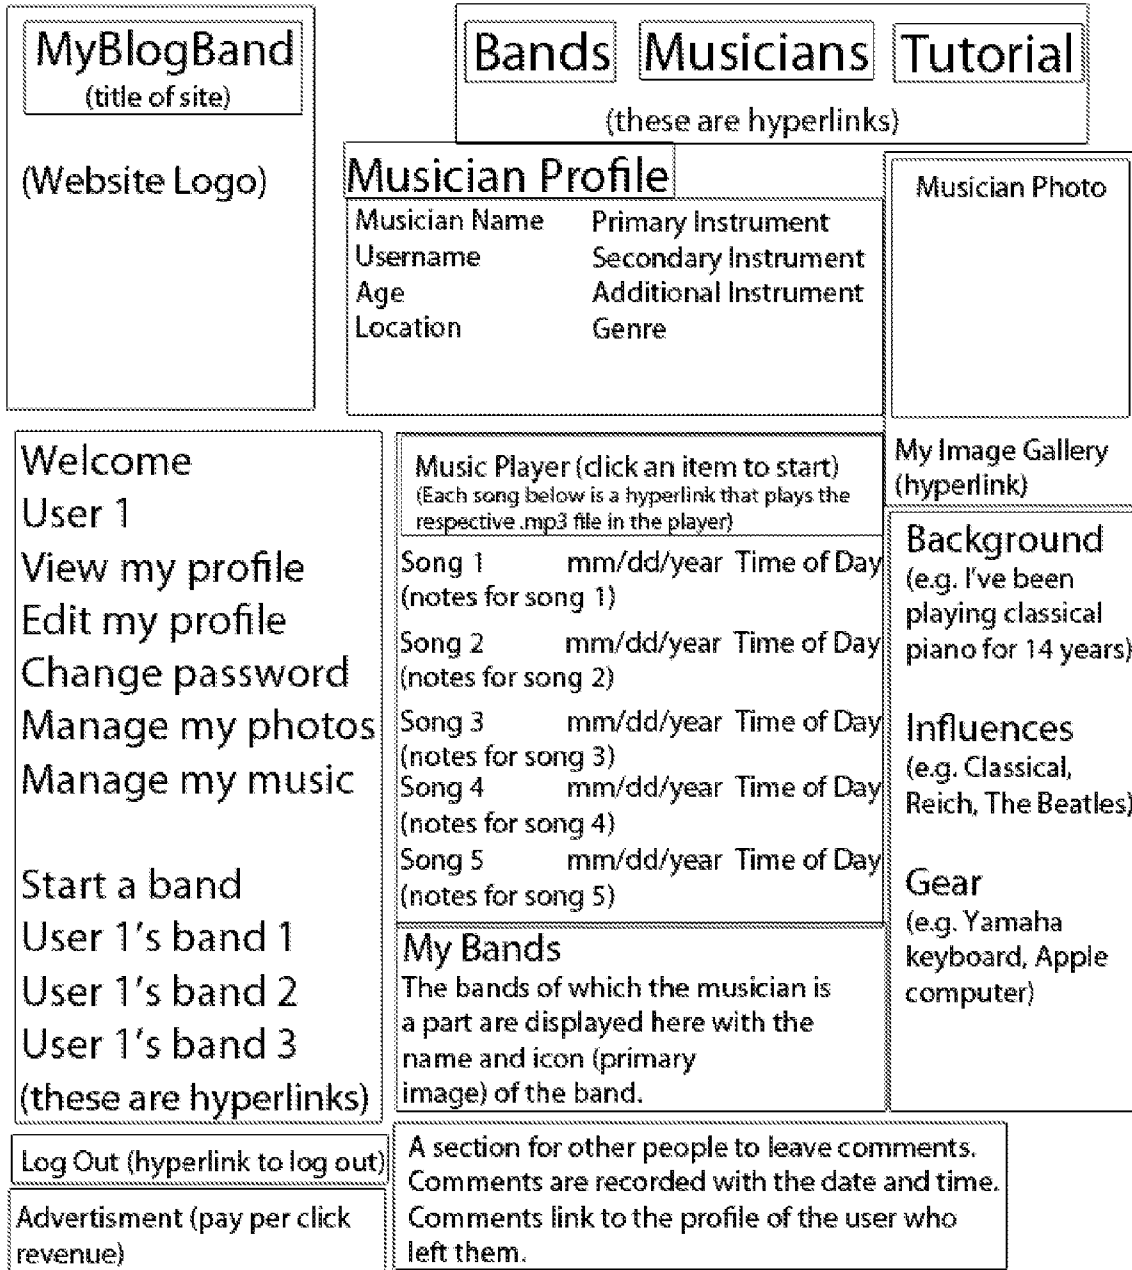 MyBlogBand
(title of site)
(Website Logo)
Bands Musicians Tutorial
(these are hyperlinks)
Musician Profile
Musician Name Primary Instrument
Username Secondary Instrument
Age Additional Instrument
Location Genre
Musician Photo
My Image Gallery
(hyperlink)
Welcome
User 1
View my profile
Edit my profile
Change password
Manage my photos
Manage my music
Start a band
User 1's band 1
User 1's band 2
User 1's band 3
(these are hyperlinks)
Log Out (hyperlink to log out)
Advertisment (pay per click
revenue)
Music Player (click an item to start)
(Each song below is a hyperlink that plays the
respective .mp3 file in the player)
Song 1 mm/dd/year Time of Day
(notes for song 1)
Song 2 mm/dd/year Time of Day
(notes for song 2)
Song 3 mm/dd/year Time of Day
(notes for song 3)
Song 4 mm/dd/year Time of Day
(notes for song 4)
Song 5 mm/dd/year Time of Day
(notes for song 5)
My Bands
The bands of which the musician is
a part are displayed here with the
name and icon (primary
image) of the band.
A section for other people to leave comments.
Comments are recorded with the date and time.
Comments link to the profile of the user who
left them.
Background
(e.g. I've been
playing classical
piano for 14 years)
Influences
(e.g. Classical,
Reich, The Beatles)
Gear
(e.g. Yamaha
keyboard, Apple
computer)